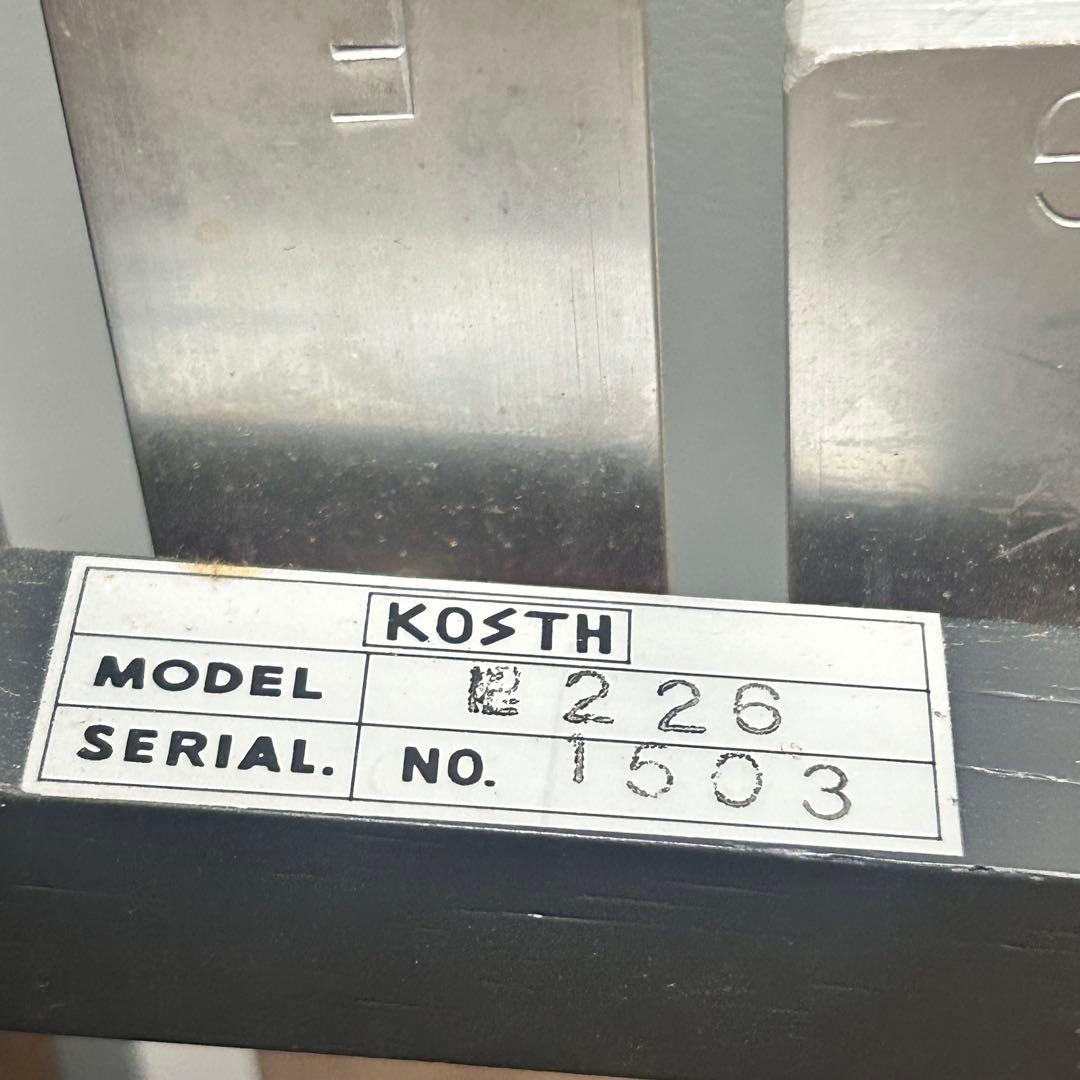 F
KOSTH
MODEL 226
SERIAL. NO. 1503